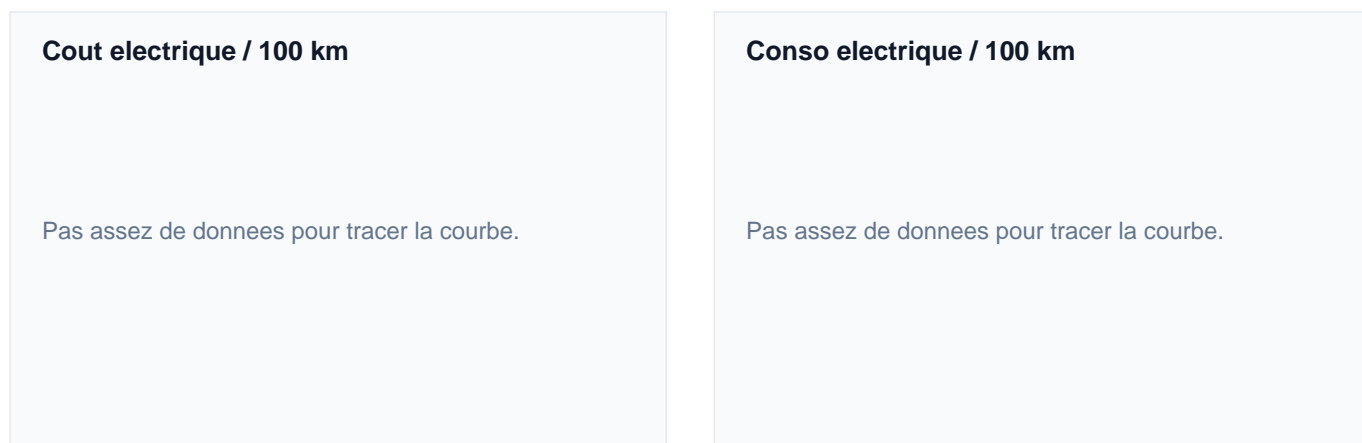 Cout electrique / 100 km
Pas assez de donnees pour tracer la courbe.
Conso electrique / 100 km
Pas assez de donnees pour tracer la courbe.